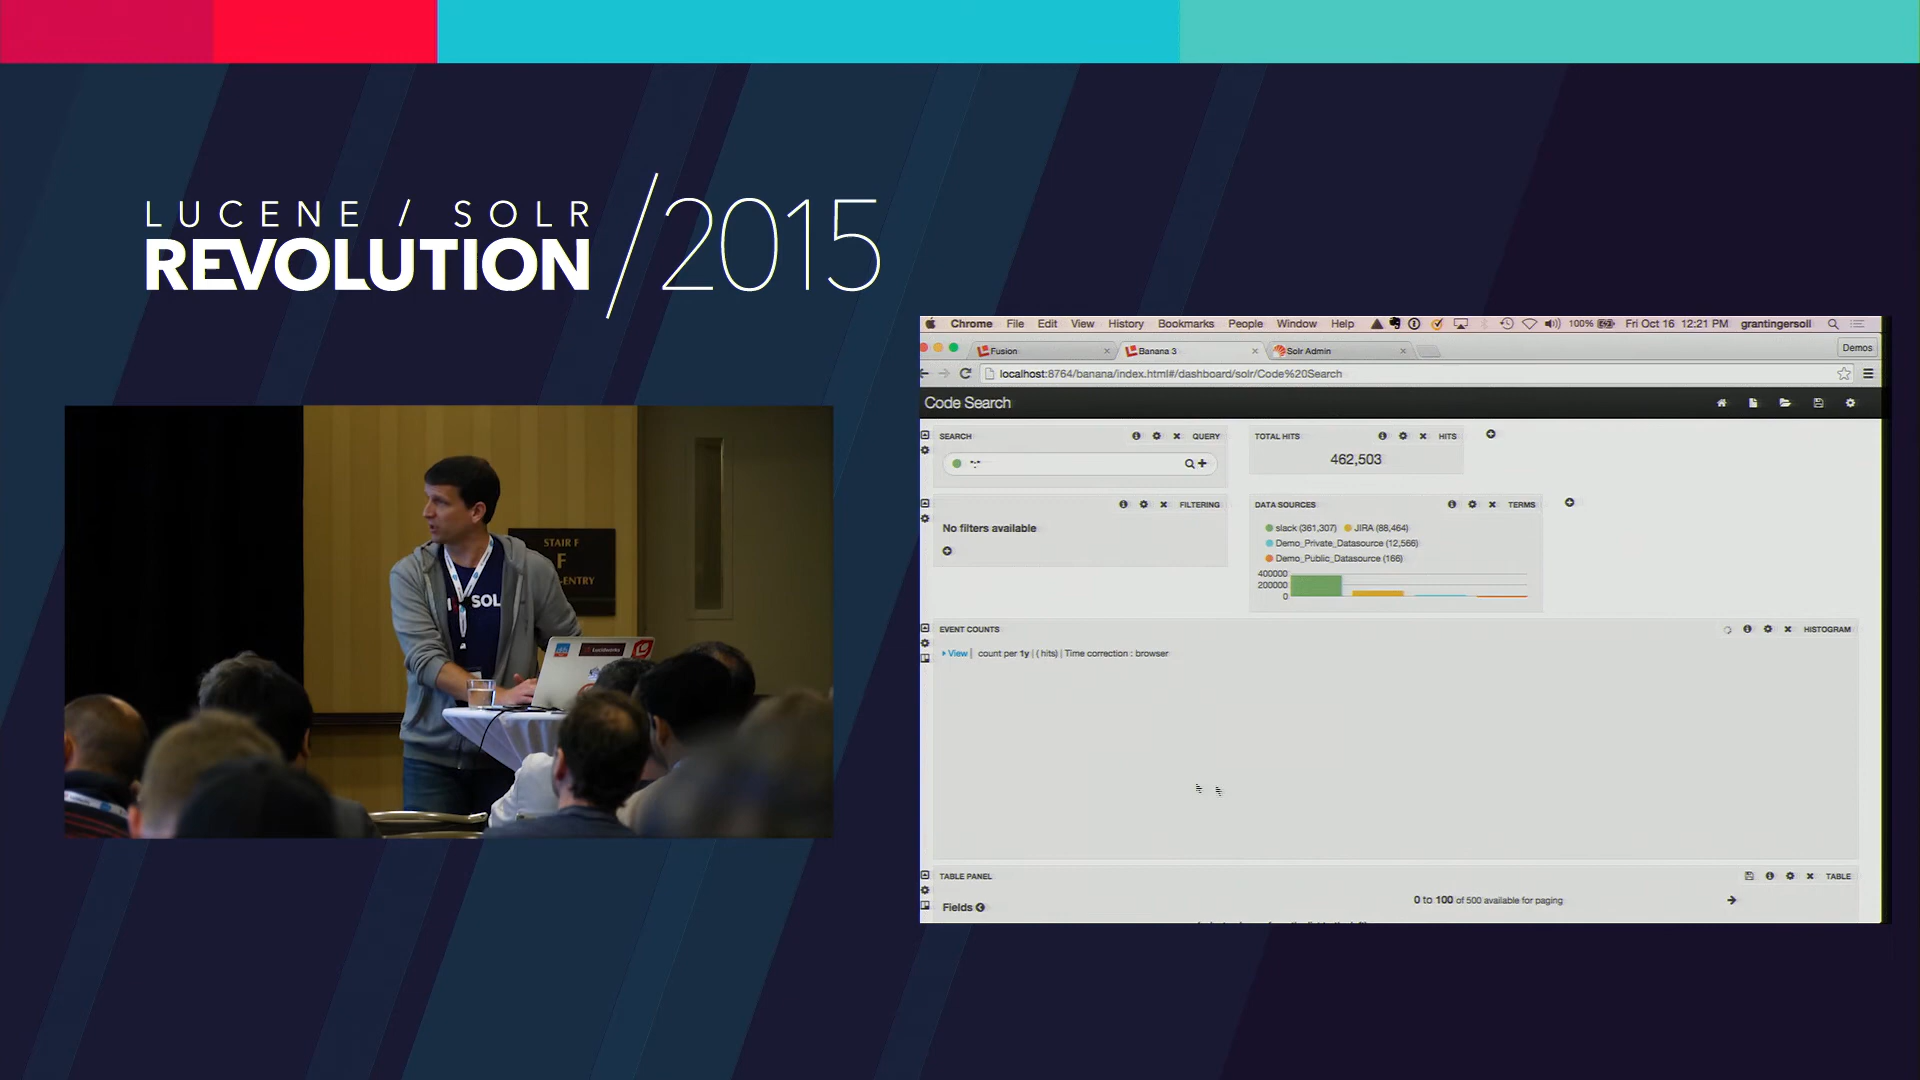 LUCENE / SOLR
REVOLUTION /2015
STAIR F
F
-ENTRY
SOL
Chrome File Edit View History Bookmarks People Window Help 100% Fri Oct 16 12:21 PM grantingersoll
Fusion Banana 3 Solr Admin Demos
localhost:8764/banana/index.html#/dashboard/solr/Code%20Search
Code Search
SEARCH QUERY TOTAL HITS HITS
*:* 462,503
FILTERING DATA SOURCES TERMS
No filters available slack (361,307) JIRA (88,464)
Demo_Private_Datasource (12,566)
Demo_Public_Datasource (166)
400000
200000
0
EVENT COUNTS HISTOGRAM
View | count per 1y | ( hits) | Time correction : browser
TABLE PANEL TABLE
0 to 100 of 500 available for paging
Fields